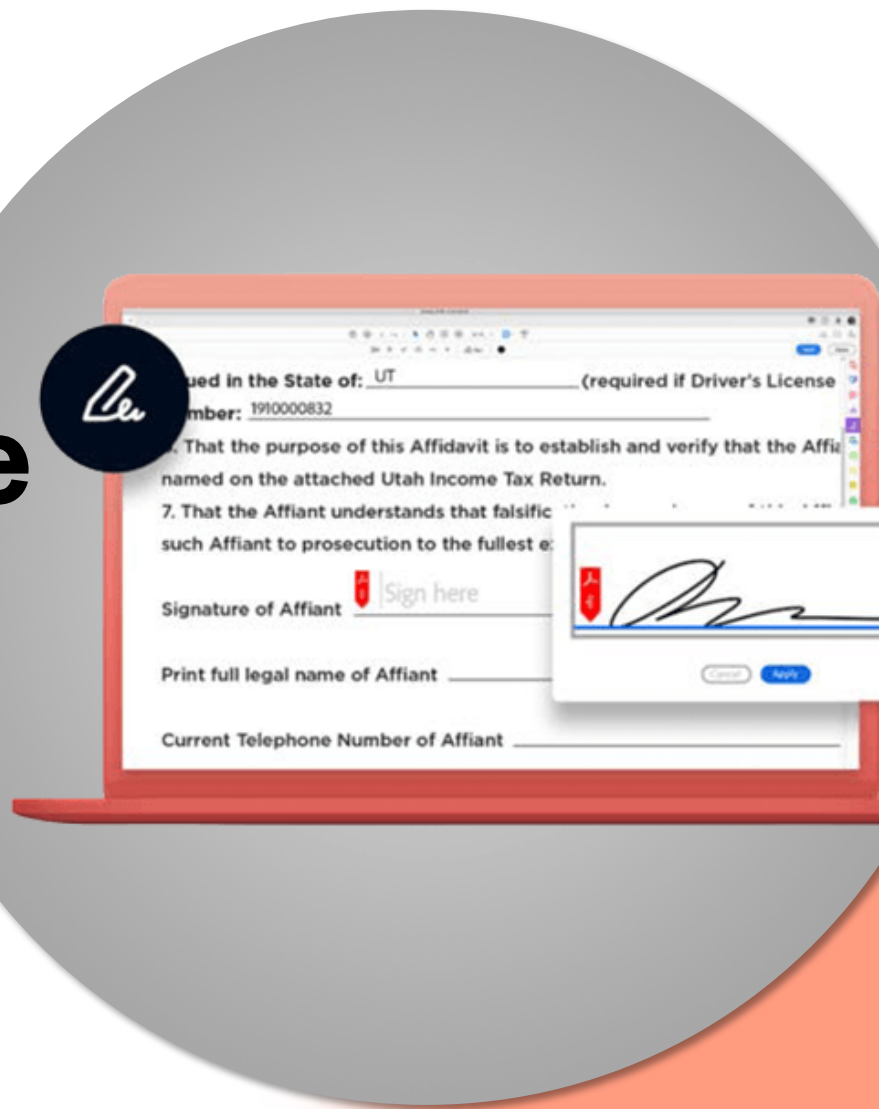 e
ued in the State of: UT (required if Driver's License
mber: 1910000832
. That the purpose of this Affidavit is to establish and verify that the Affia
named on the attached Utah Income Tax Return.
7. That the Affiant understands that falsific
such Affiant to prosecution to the fullest e
Signature of Affiant Sign here
Print full legal name of Affiant
Cancel Apply
Current Telephone Number of Affiant